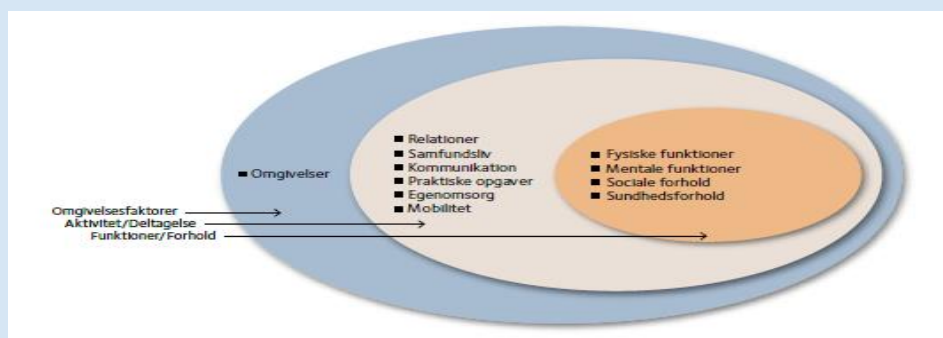 ■ Omgivelser
■ Relationer
■ Samfundsliv
■ Kommunikation
■ Praktiske opgaver
■ Egenomsorg
■ Mobilitet
■ Fysiske funktioner
■ Mentale funktioner
■ Sociale forhold
■ Sundhedsforhold
Omgivelsesfaktorer
Aktivitet/Deltagelse
Funktioner/Forhold